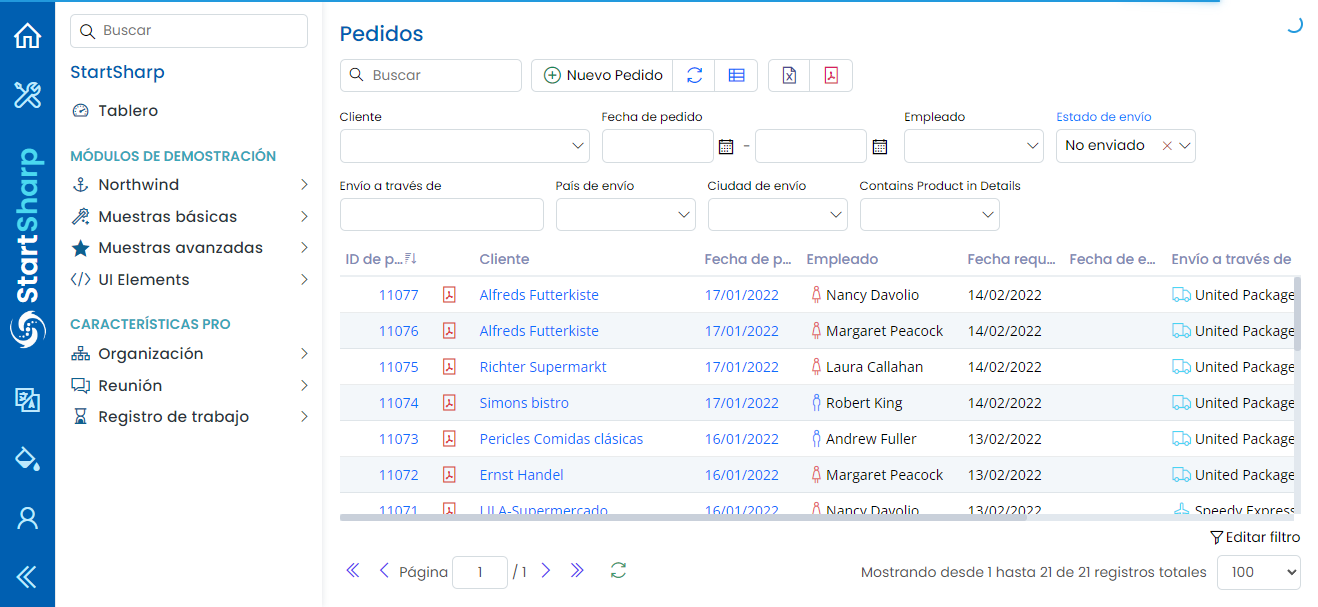 StartSharp
Buscar
StartSharp
Tablero
MÓDULOS DE DEMOSTRACIÓN
Northwind
Muestras básicas
Muestras avanzadas
UI Elements
CARACTERÍSTICAS PRO
Organización
Reunión
Registro de trabajo
Pedidos
Buscar
Nuevo Pedido
Cliente
Fecha de pedido
Empleado
Estado de envío
-
No enviado
Envío a través de
País de envío
Ciudad de envío
Contains Product in Details
ID de p... Cliente Fecha de p... Empleado Fecha requ... Fecha de e... Envío a través de
11077 Alfreds Futterkiste 17/01/2022 Nancy Davolio 14/02/2022 United Package
11076 Alfreds Futterkiste 17/01/2022 Margaret Peacock 14/02/2022 United Package
11075 Richter Supermarkt 17/01/2022 Laura Callahan 14/02/2022 United Package
11074 Simons bistro 17/01/2022 Robert King 14/02/2022 United Package
11073 Pericles Comidas clásicas 16/01/2022 Andrew Fuller 13/02/2022 United Package
11072 Ernst Handel 16/01/2022 Margaret Peacock 13/02/2022 United Package
11071 LILA-Supermercado 16/01/2022 Nancy Davolio 13/02/2022 Speedy Express
Editar filtro
Página 1 / 1
Mostrando desde 1 hasta 21 de 21 registros totales 100